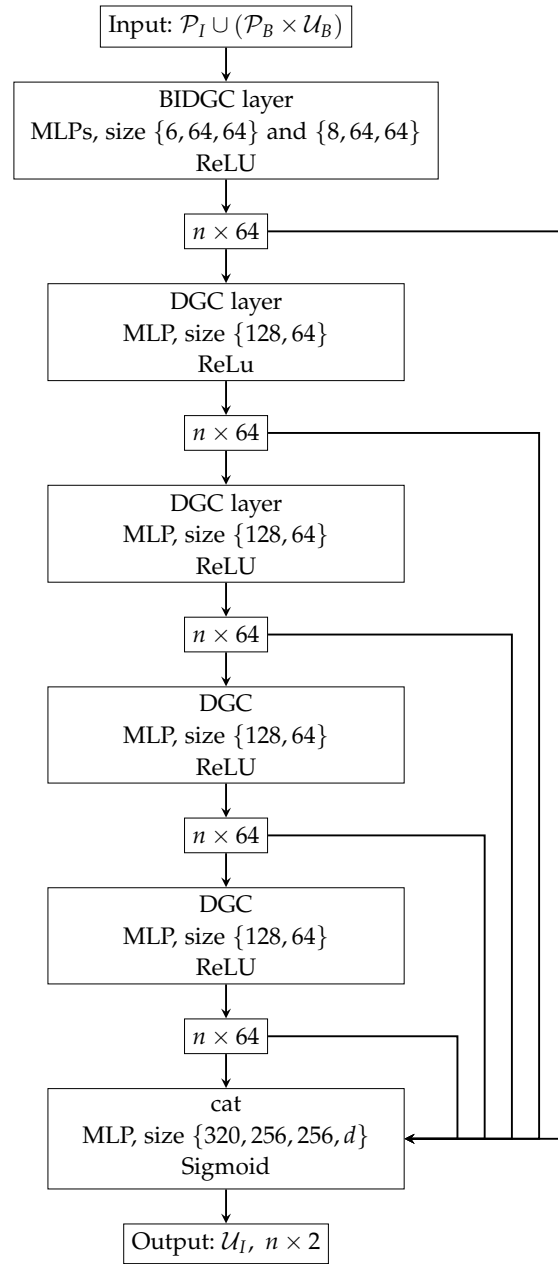 Input: 𝒫_I ∪ (𝒫_B × 𝒰_B)
BIDGC layer
MLPs, size {6, 64, 64} and {8, 64, 64}
ReLU
n × 64
DGC layer
MLP, size {128, 64}
ReLu
n × 64
DGC layer
MLP, size {128, 64}
ReLU
n × 64
DGC
MLP, size {128, 64}
ReLU
n × 64
DGC
MLP, size {128, 64}
ReLU
n × 64
cat
MLP, size {320, 256, 256, d}
Sigmoid
Output: 𝒰_I, n × 2